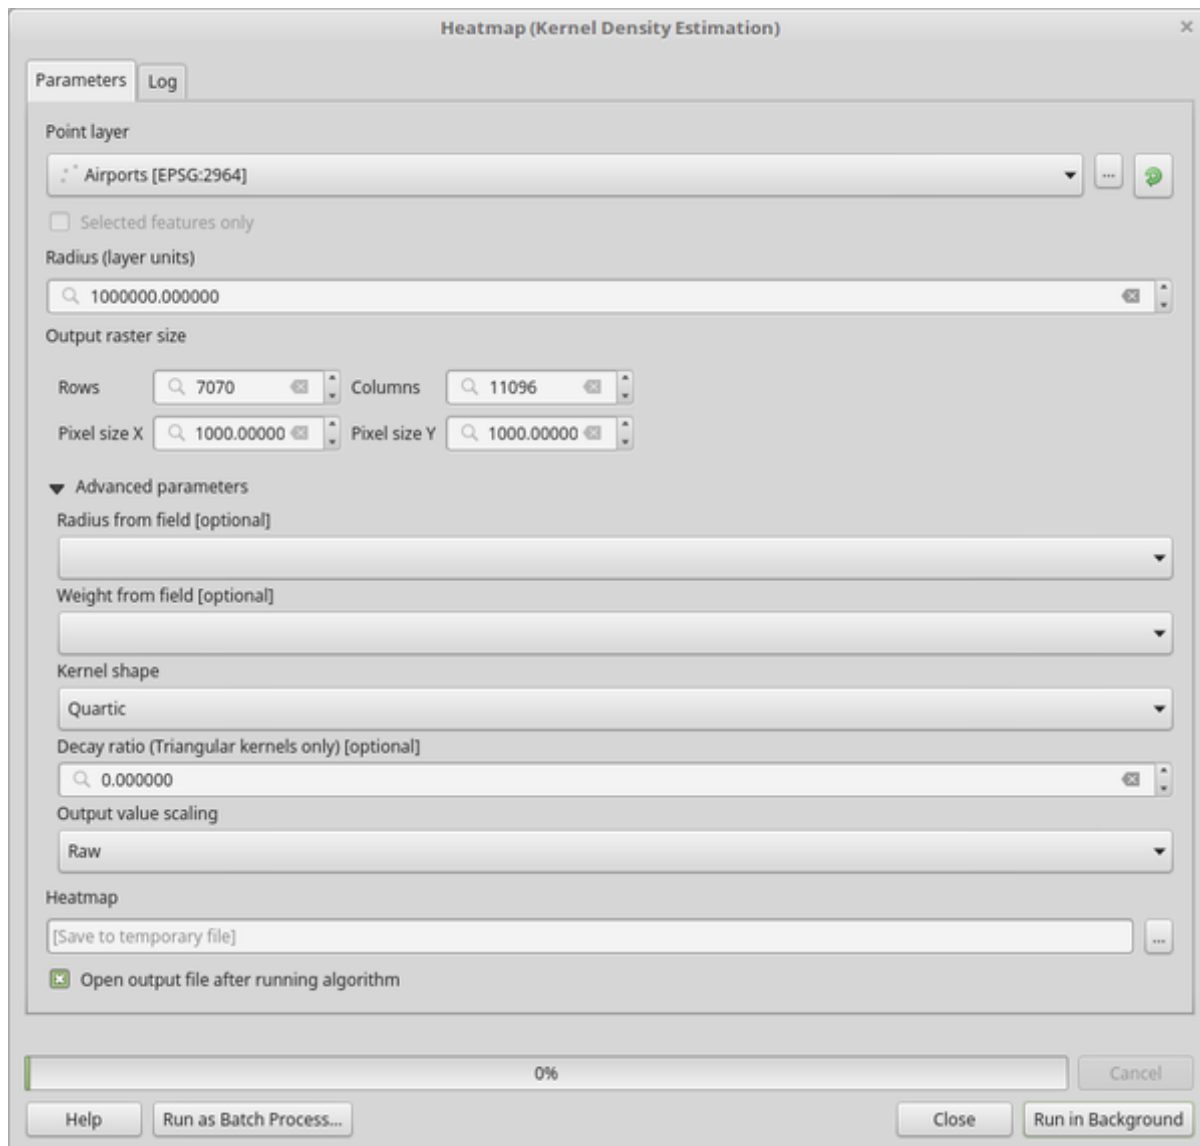 Heatmap (Kernel Density Estimation)
Parameters Log
Point layer
Airports [EPSG:2964] ...
Selected features only
Radius (layer units)
1000000.000000
Output raster size
Rows 7070 Columns 11096
Pixel size X 1000.00000 Pixel size Y 1000.00000
Advanced parameters
Radius from field [optional]
Weight from field [optional]
Kernel shape
Quartic
Decay ratio (Triangular kernels only) [optional]
0.000000
Output value scaling
Raw
Heatmap
[Save to temporary file] ...
Open output file after running algorithm
0% Cancel
Help Run as Batch Process... Close Run in Background